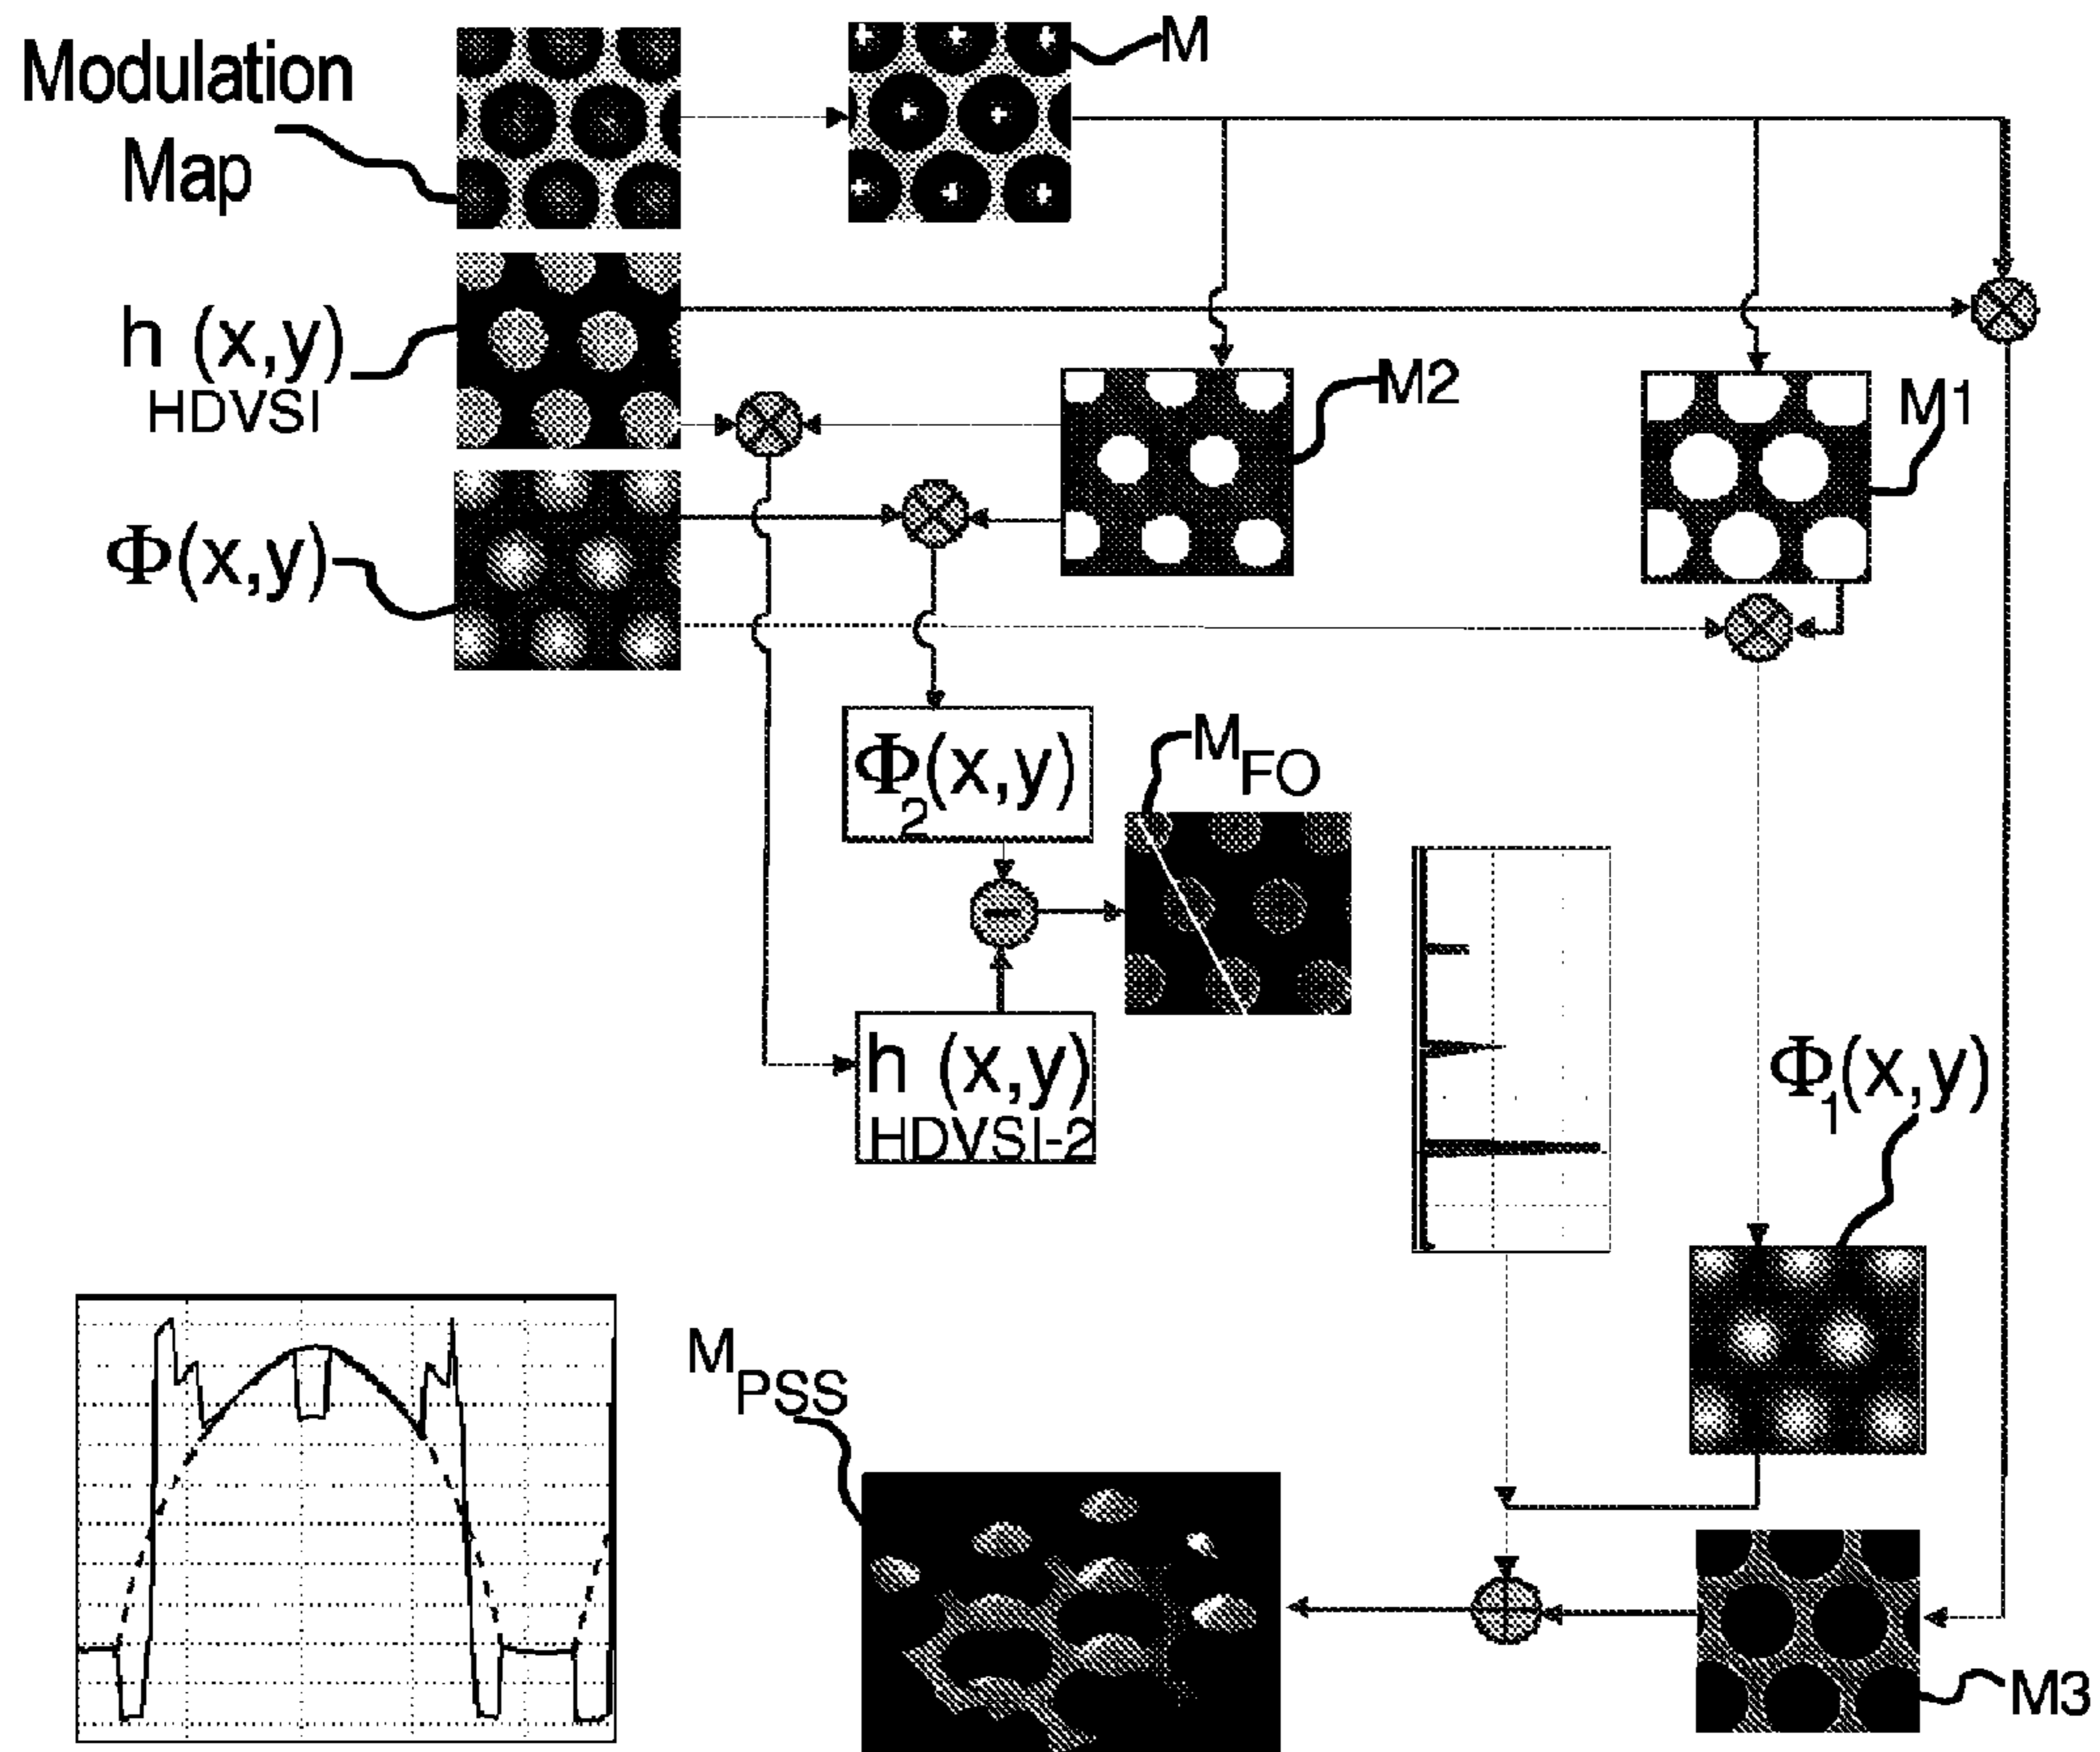 Modulation
Map
M
h (x,y)
HDVSI
M2
M1
Φ(x,y)
Φ2(x,y)
MFO
h (x,y)
HDVSI-2
Φ1(x,y)
MPSS
M3